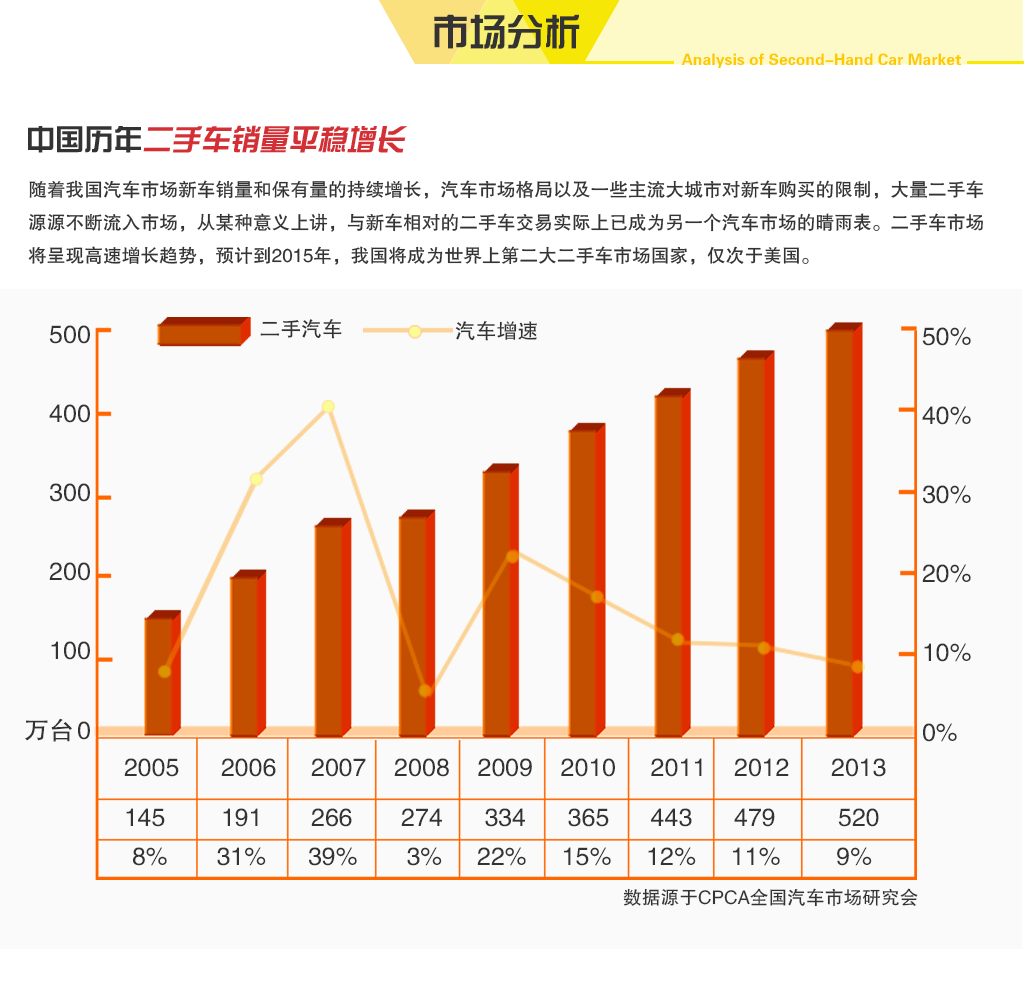 市场分析
Analysis of Second-Hand Car Market
中国历年二手车销量平稳增长
随着我国汽车市场新车销量和保有量的持续增长，汽车市场格局以及一些主流大城市对新车购买的限制，大量二手车
源源不断流入市场，从某种意义上讲，与新车相对的二手车交易实际上已成为另一个汽车市场的晴雨表。二手车市场
将呈现高速增长趋势，预计到2015年，我国将成为世界上第二大二手车市场国家，仅次于美国。
二手汽车 汽车增速
500 50%
400 40%
300 30%
200 20%
100 10%
万台0 0%
2005 2006 2007 2008 2009 2010 2011 2012 2013
145 191 266 274 334 365 443 479 520
8% 31% 39% 3% 22% 15% 12% 11% 9%
数据源于CPCA全国汽车市场研究会